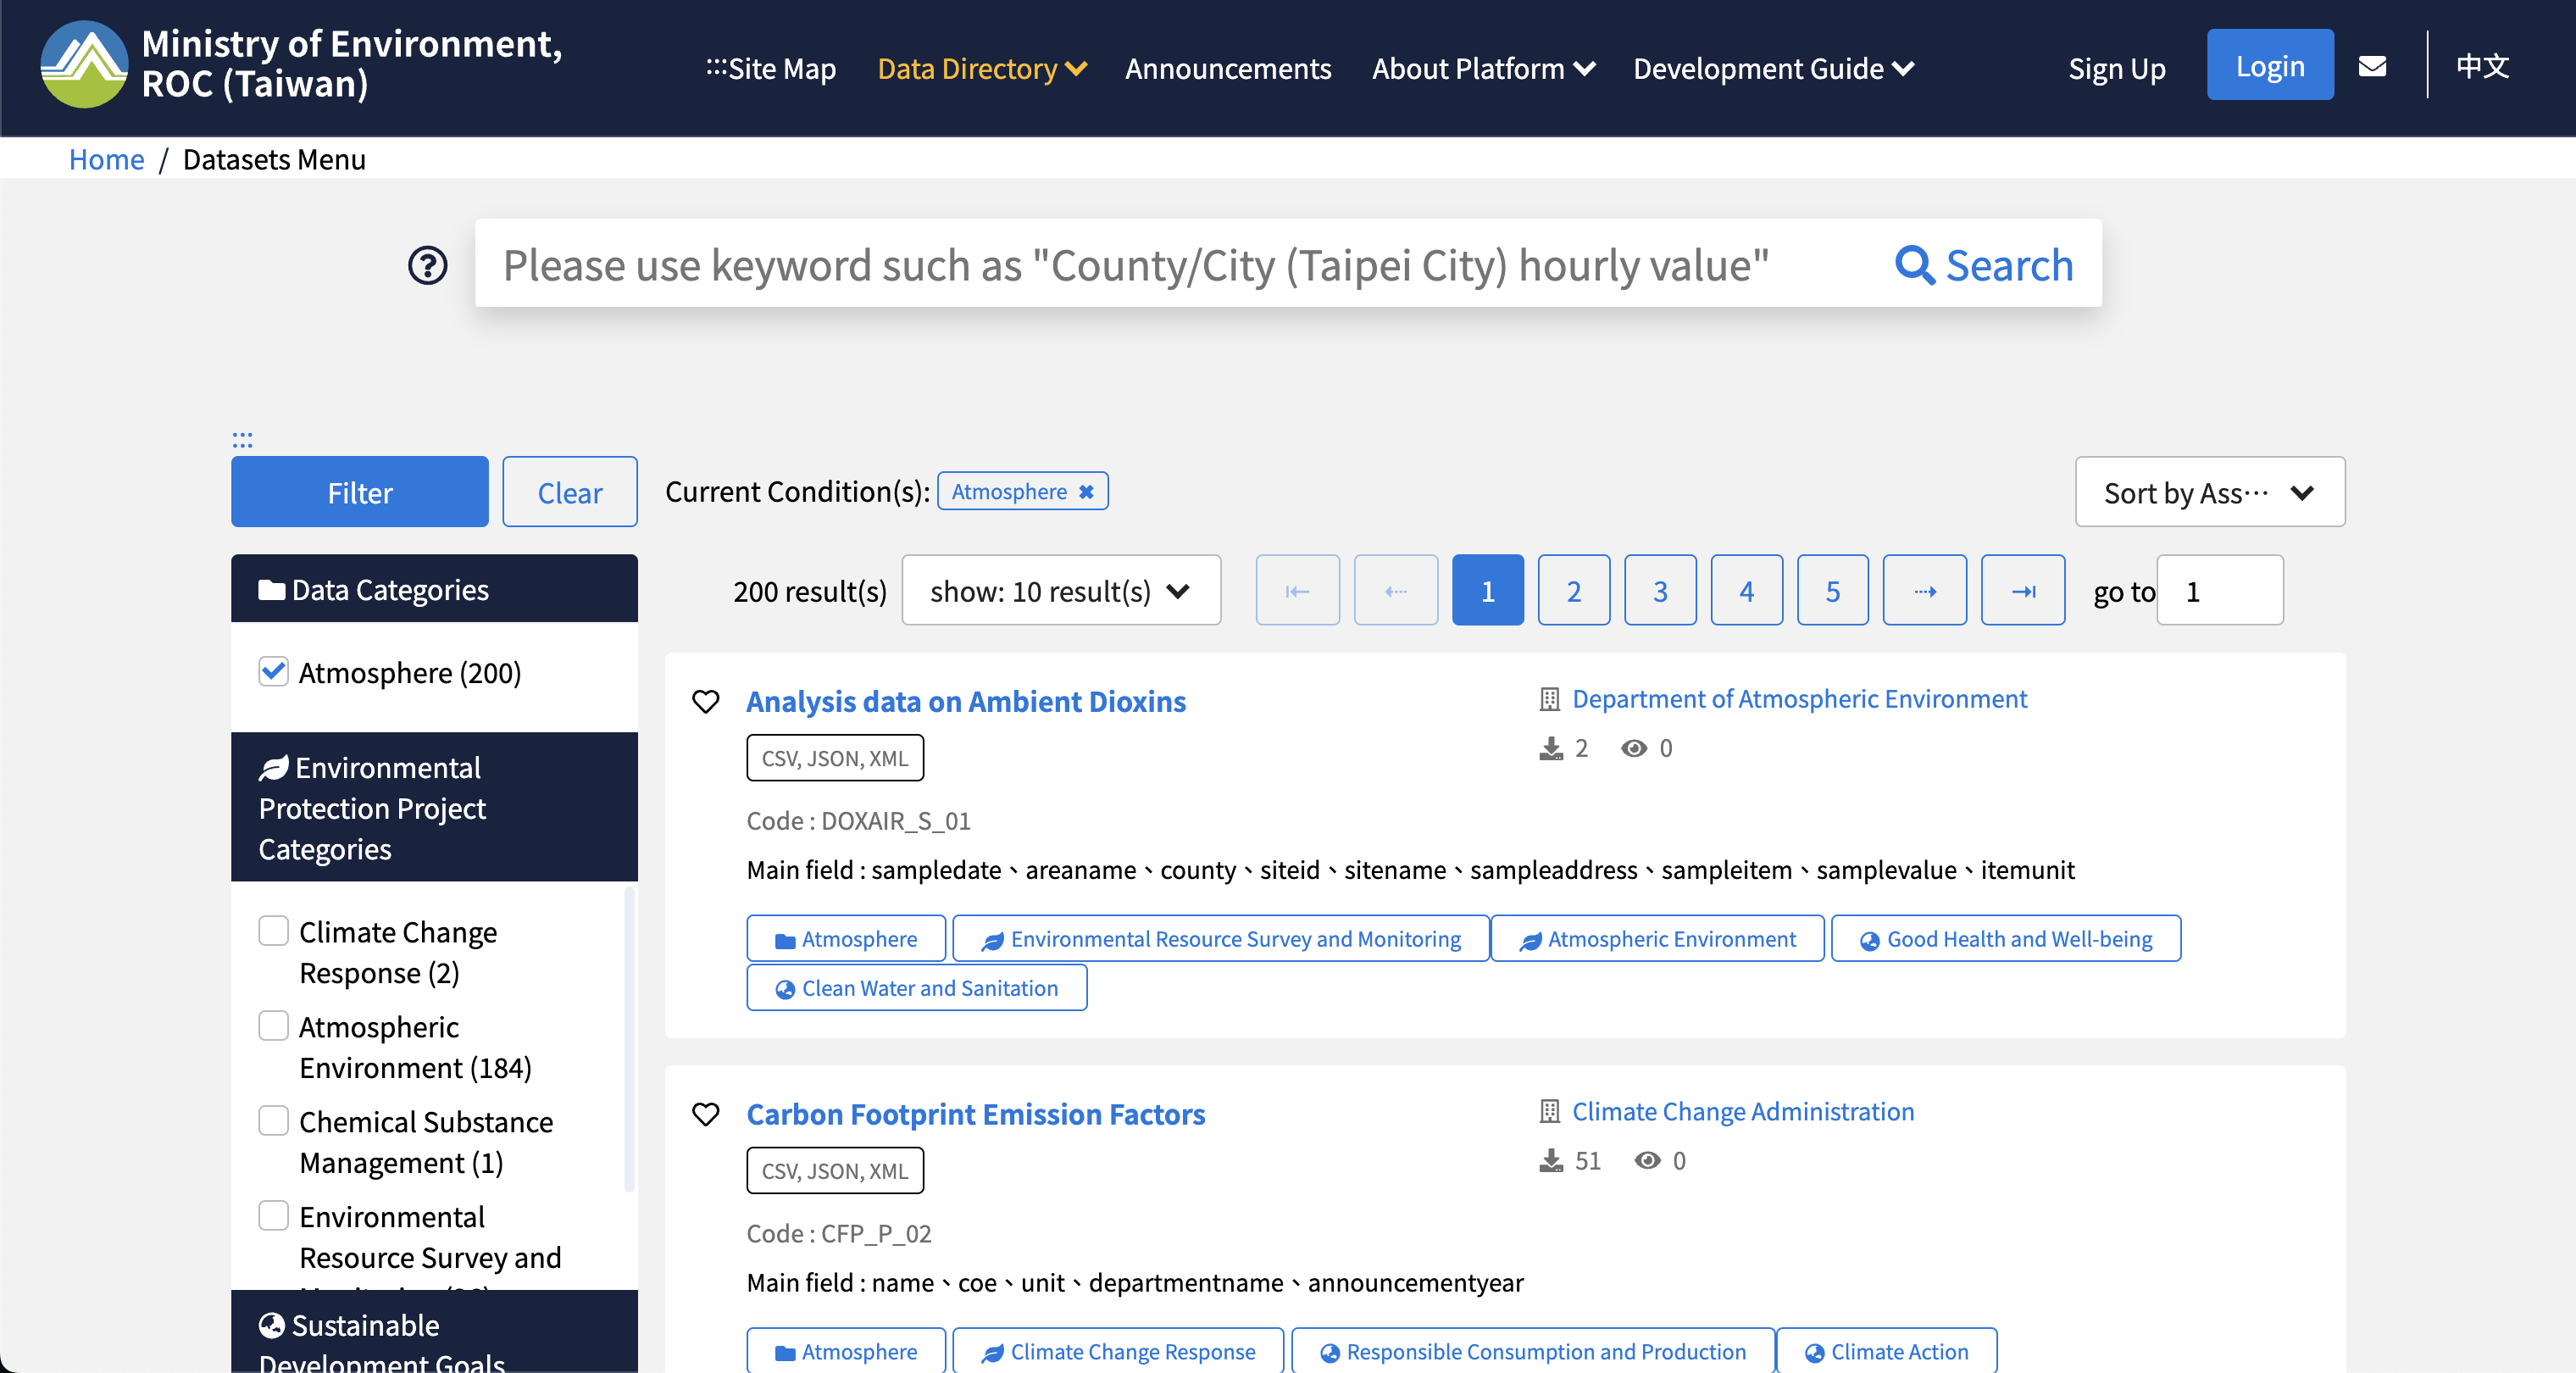 Ministry of Environment,
ROC (Taiwan)
:::Site Map
Data Directory
Announcements
About Platform
Development Guide
Sign Up
Login
中文
Home / Datasets Menu
Please use keyword such as "County/City (Taipei City) hourly value"
Search
:::
Filter
Clear
Current Condition(s): Atmosphere ✖
Sort by Ass…
200 result(s)
show: 10 result(s)
1
2
3
4
5
go to 1
Data Categories
Atmosphere (200)
Environmental
Protection Project
Categories
Climate Change
Response (2)
Atmospheric
Environment (184)
Chemical Substance
Management (1)
Environmental
Resource Survey and
Sustainable
Development Goals
Analysis data on Ambient Dioxins
Department of Atmospheric Environment
CSV, JSON, XML
2 0
Code : DOXAIR_S_01
Main field : sampledate、areaname、county、siteid、sitename、sampleaddress、sampleitem、samplevalue、itemunit
Atmosphere
Environmental Resource Survey and Monitoring
Atmospheric Environment
Good Health and Well-being
Clean Water and Sanitation
Carbon Footprint Emission Factors
Climate Change Administration
CSV, JSON, XML
51 0
Code : CFP_P_02
Main field : name、coe、unit、departmentname、announcementyear
Atmosphere
Climate Change Response
Responsible Consumption and Production
Climate Action